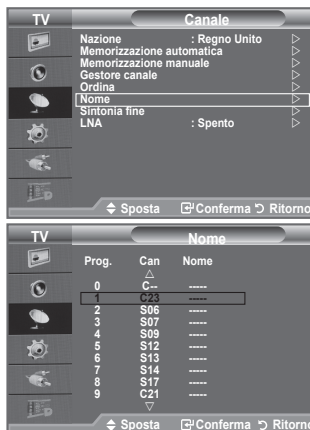 TV Canale
Nazione : Regno Unito
Memorizzazione automatica
Memorizzazione manuale
Gestore canale
Ordina
Nome
Sintonia fine
LNA : Spento
Sposta Conferma Ritorno
TV Nome
Prog. Can Nome
0 C-- -----
1 C23 -----
2 S06 -----
3 S07 -----
4 S09 -----
5 S12 -----
6 S13 -----
7 S14 -----
8 S17 -----
9 C21 -----
Sposta Conferma Ritorno